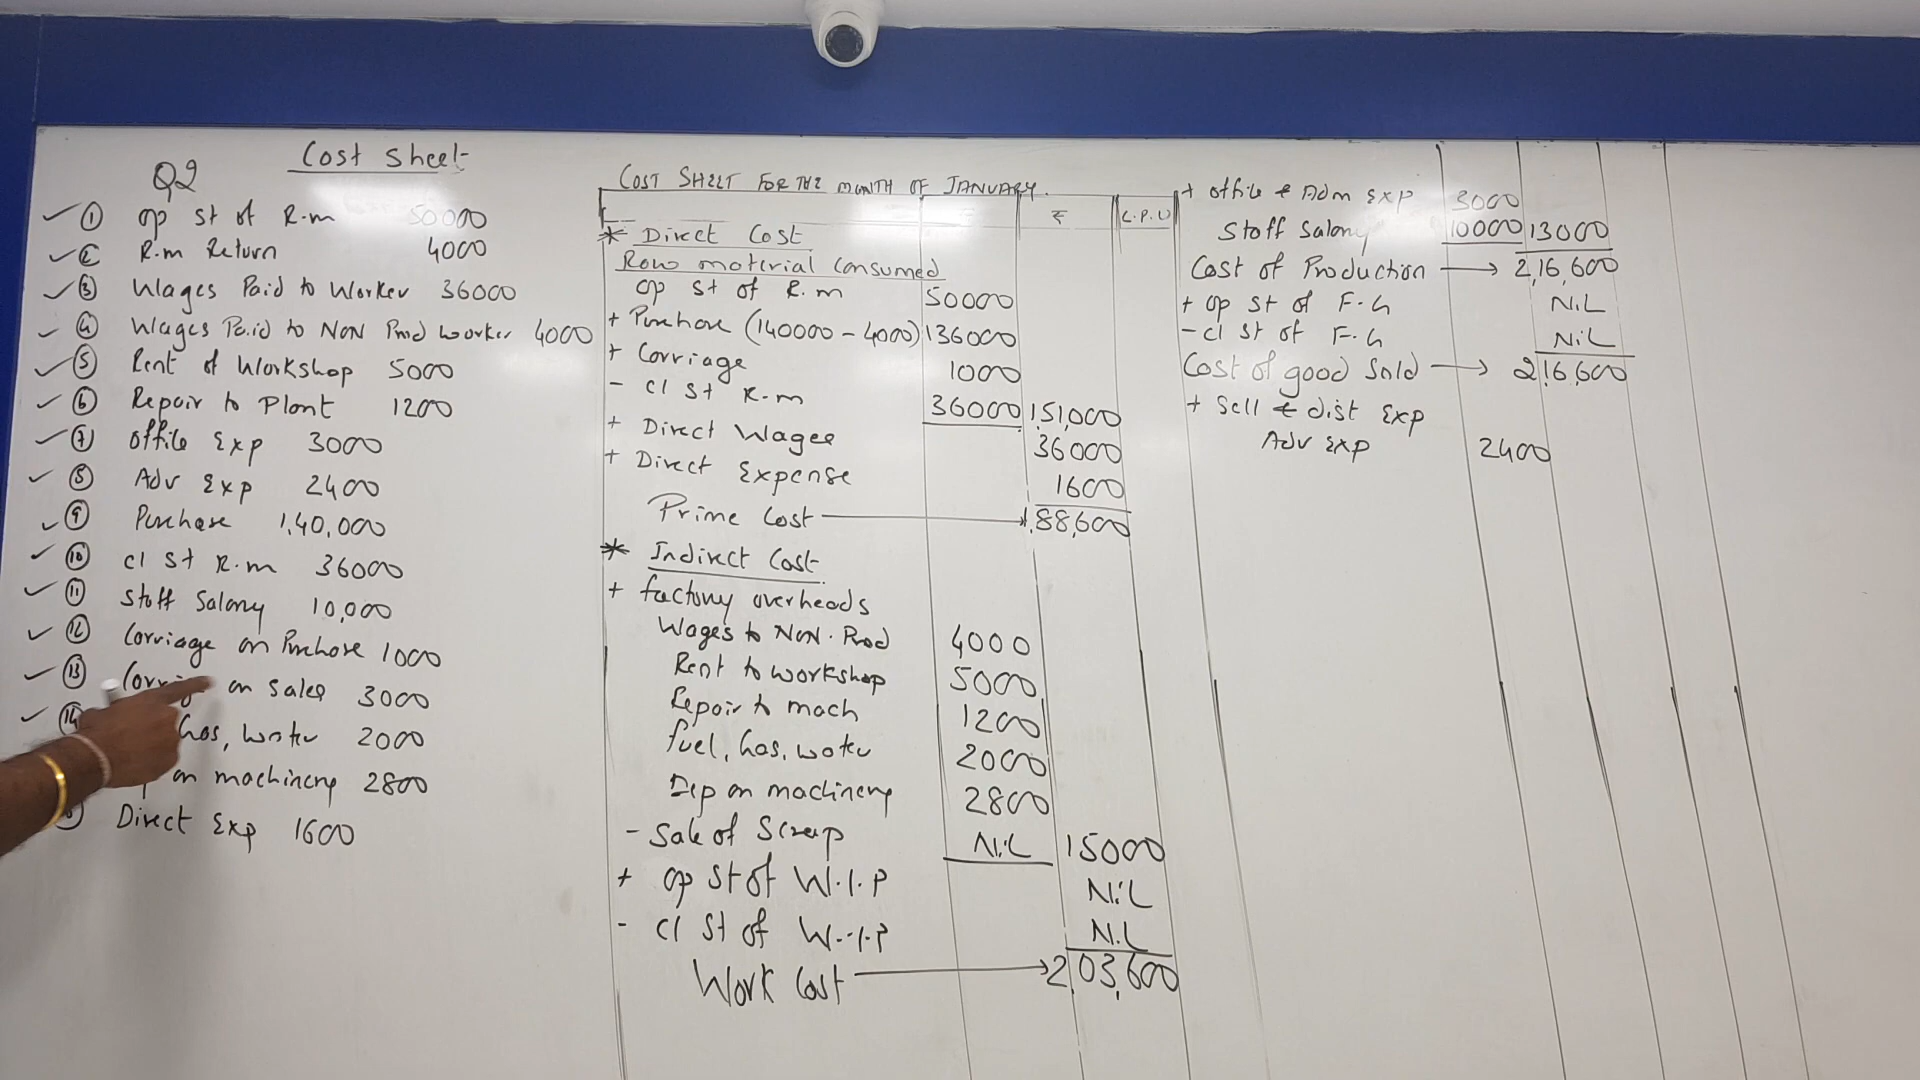 Cost Sheet
Q2
① op st of R.m 50000
② R.m Return 4000
③ Wages Paid to Worker 36000
④ Wages Paid to Non Prod worker 4000
⑤ Rent of Workshop 5000
⑥ Repair to Plant 1200
⑦ office Exp 3000
⑧ Adv Exp 2400
⑨ Purchase 1,40,000
⑩ cl st R.m 36000
⑪ Staff Salary 10,000
⑫ Carriage on Purchase 1000
⑬ on sales 3000
⑭ Gas, water 2000
on machinery 2800
Direct Exp 1600
COST SHEET FOR THE MONTH OF JANUARY.
₹ C.P.U
* Direct Cost
Raw material Consumed
op st of R.m 50000
+ Purchase (140000 - 4000) 136000
+ Carriage 1000
- cl st R.m 36000 1,51,000
+ Direct Wages 36000
+ Direct Expense 1600
Prime Cost → 1,88,600
* Indirect Cost
+ factory overheads
Wages to Non. Prod 4000
Rent to workshop 5000
Repair to mach 1200
fuel, Gas, water 2000
Dep on machinery 2800
- Sale of Scrap NiL 15000
+ op st of W.I.P NiL
- cl st of W.I.P NiL
Work Cost → 2,03,600
+ office & Adm Exp 3000
Staff Salary 10000 13000
Cost of Production → 2,16,600
+ op st of F.G NiL
- cl st of F.G NiL
Cost of good Sold → 2,16,600
+ Sell & dist Exp
Adv Exp 2400